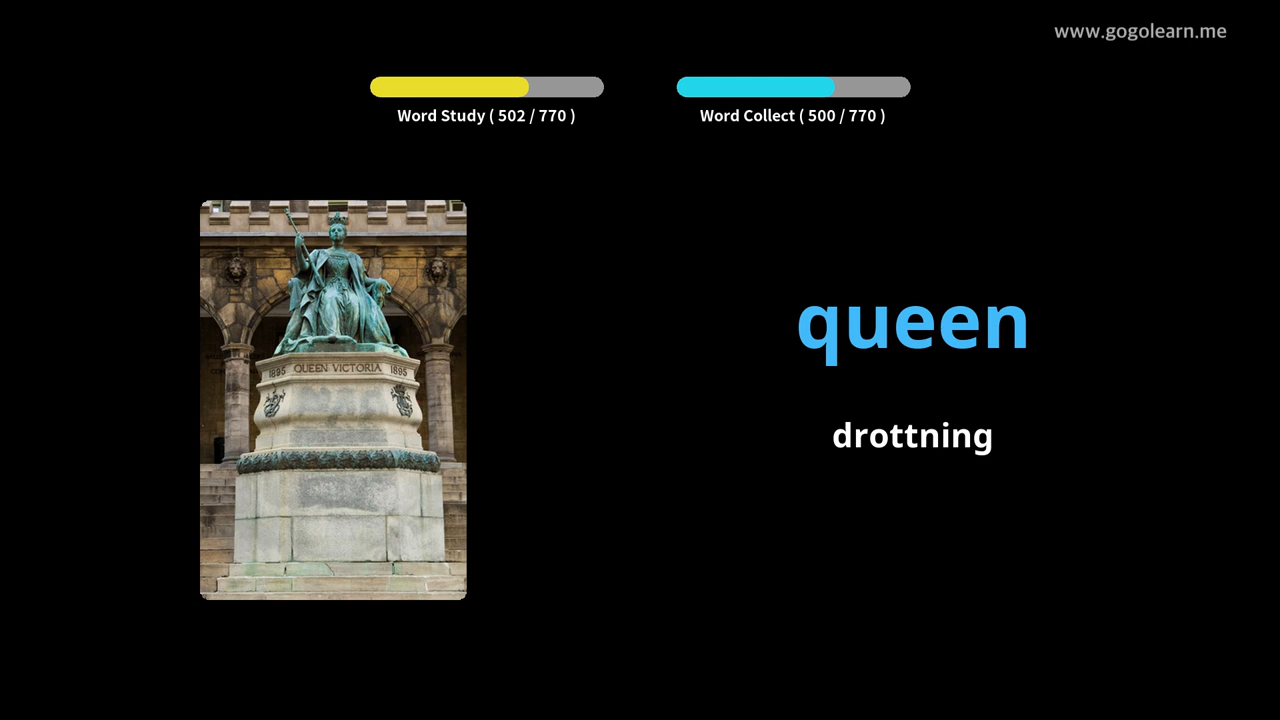 www.gogolearn.me
Word Study ( 502 / 770 )
Word Collect ( 500 / 770 )
1895 QUEEN VICTORIA 1895
queen
drottning